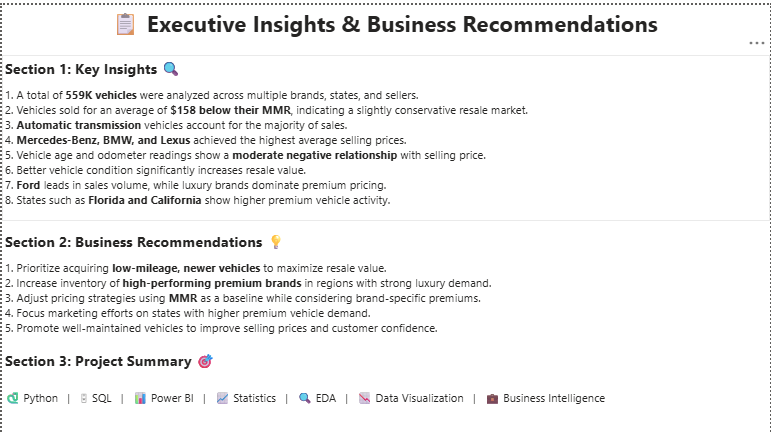 Executive Insights & Business Recommendations
Section 1: Key Insights
1. A total of 559K vehicles were analyzed across multiple brands, states, and sellers.
2. Vehicles sold for an average of $158 below their MMR, indicating a slightly conservative resale market.
3. Automatic transmission vehicles account for the majority of sales.
4. Mercedes-Benz, BMW, and Lexus achieved the highest average selling prices.
5. Vehicle age and odometer readings show a moderate negative relationship with selling price.
6. Better vehicle condition significantly increases resale value.
7. Ford leads in sales volume, while luxury brands dominate premium pricing.
8. States such as Florida and California show higher premium vehicle activity.
Section 2: Business Recommendations
1. Prioritize acquiring low-mileage, newer vehicles to maximize resale value.
2. Increase inventory of high-performing premium brands in regions with strong luxury demand.
3. Adjust pricing strategies using MMR as a baseline while considering brand-specific premiums.
4. Focus marketing efforts on states with higher premium vehicle demand.
5. Promote well-maintained vehicles to improve selling prices and customer confidence.
Section 3: Project Summary
Python | SQL | Power BI | Statistics | EDA | Data Visualization | Business Intelligence